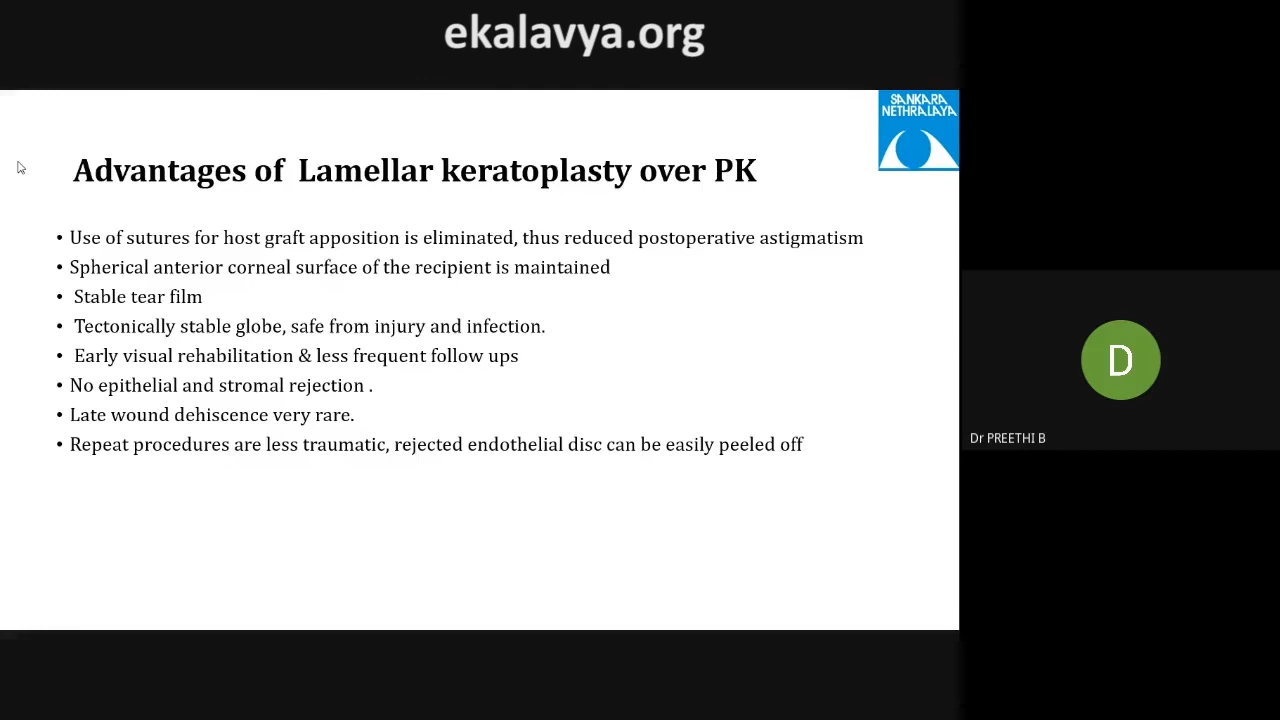 ekalavya.org
SANKARA
NETHRALAYA
Advantages of  Lamellar keratoplasty over PK
• Use of sutures for host graft apposition is eliminated, thus reduced postoperative astigmatism
• Spherical anterior corneal surface of the recipient is maintained
•  Stable tear film
•  Tectonically stable globe, safe from injury and infection.
•  Early visual rehabilitation & less frequent follow ups
• No epithelial and stromal rejection .
• Late wound dehiscence very rare.
• Repeat procedures are less traumatic, rejected endothelial disc can be easily peeled off
D
Dr PREETHI B